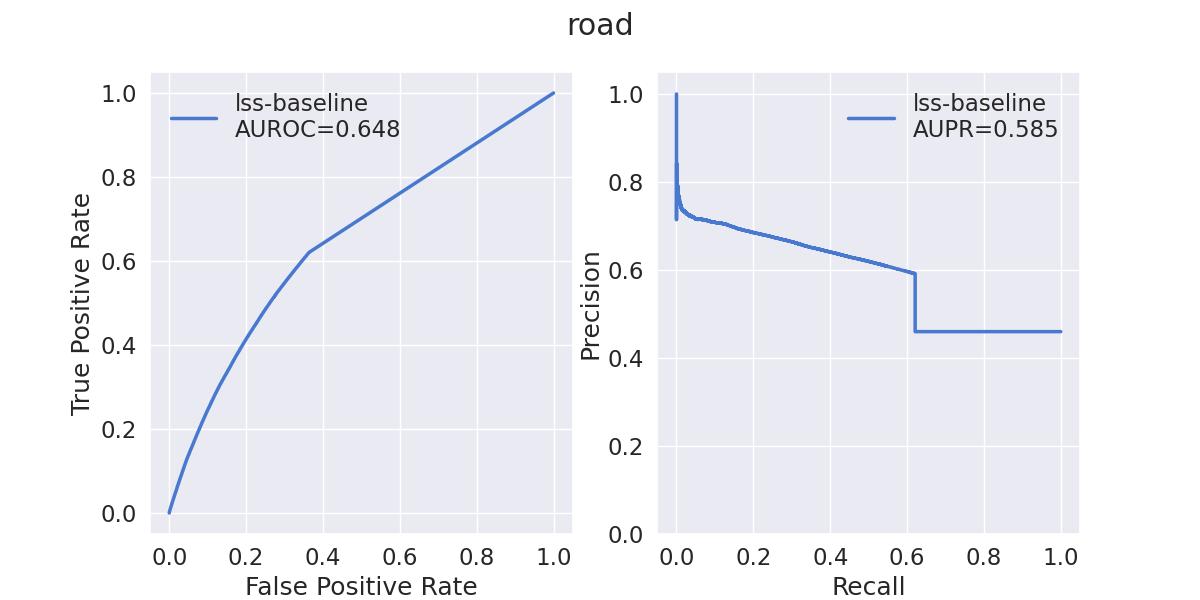 road
lss-baseline
AUROC=0.648
1.0
0.8
0.6
0.4
0.2
0.0
True Positive Rate
0.0 0.2 0.4 0.6 0.8 1.0
False Positive Rate
lss-baseline
AUPR=0.585
1.0
0.8
0.6
0.4
0.2
0.0
Precision
0.0 0.2 0.4 0.6 0.8 1.0
Recall